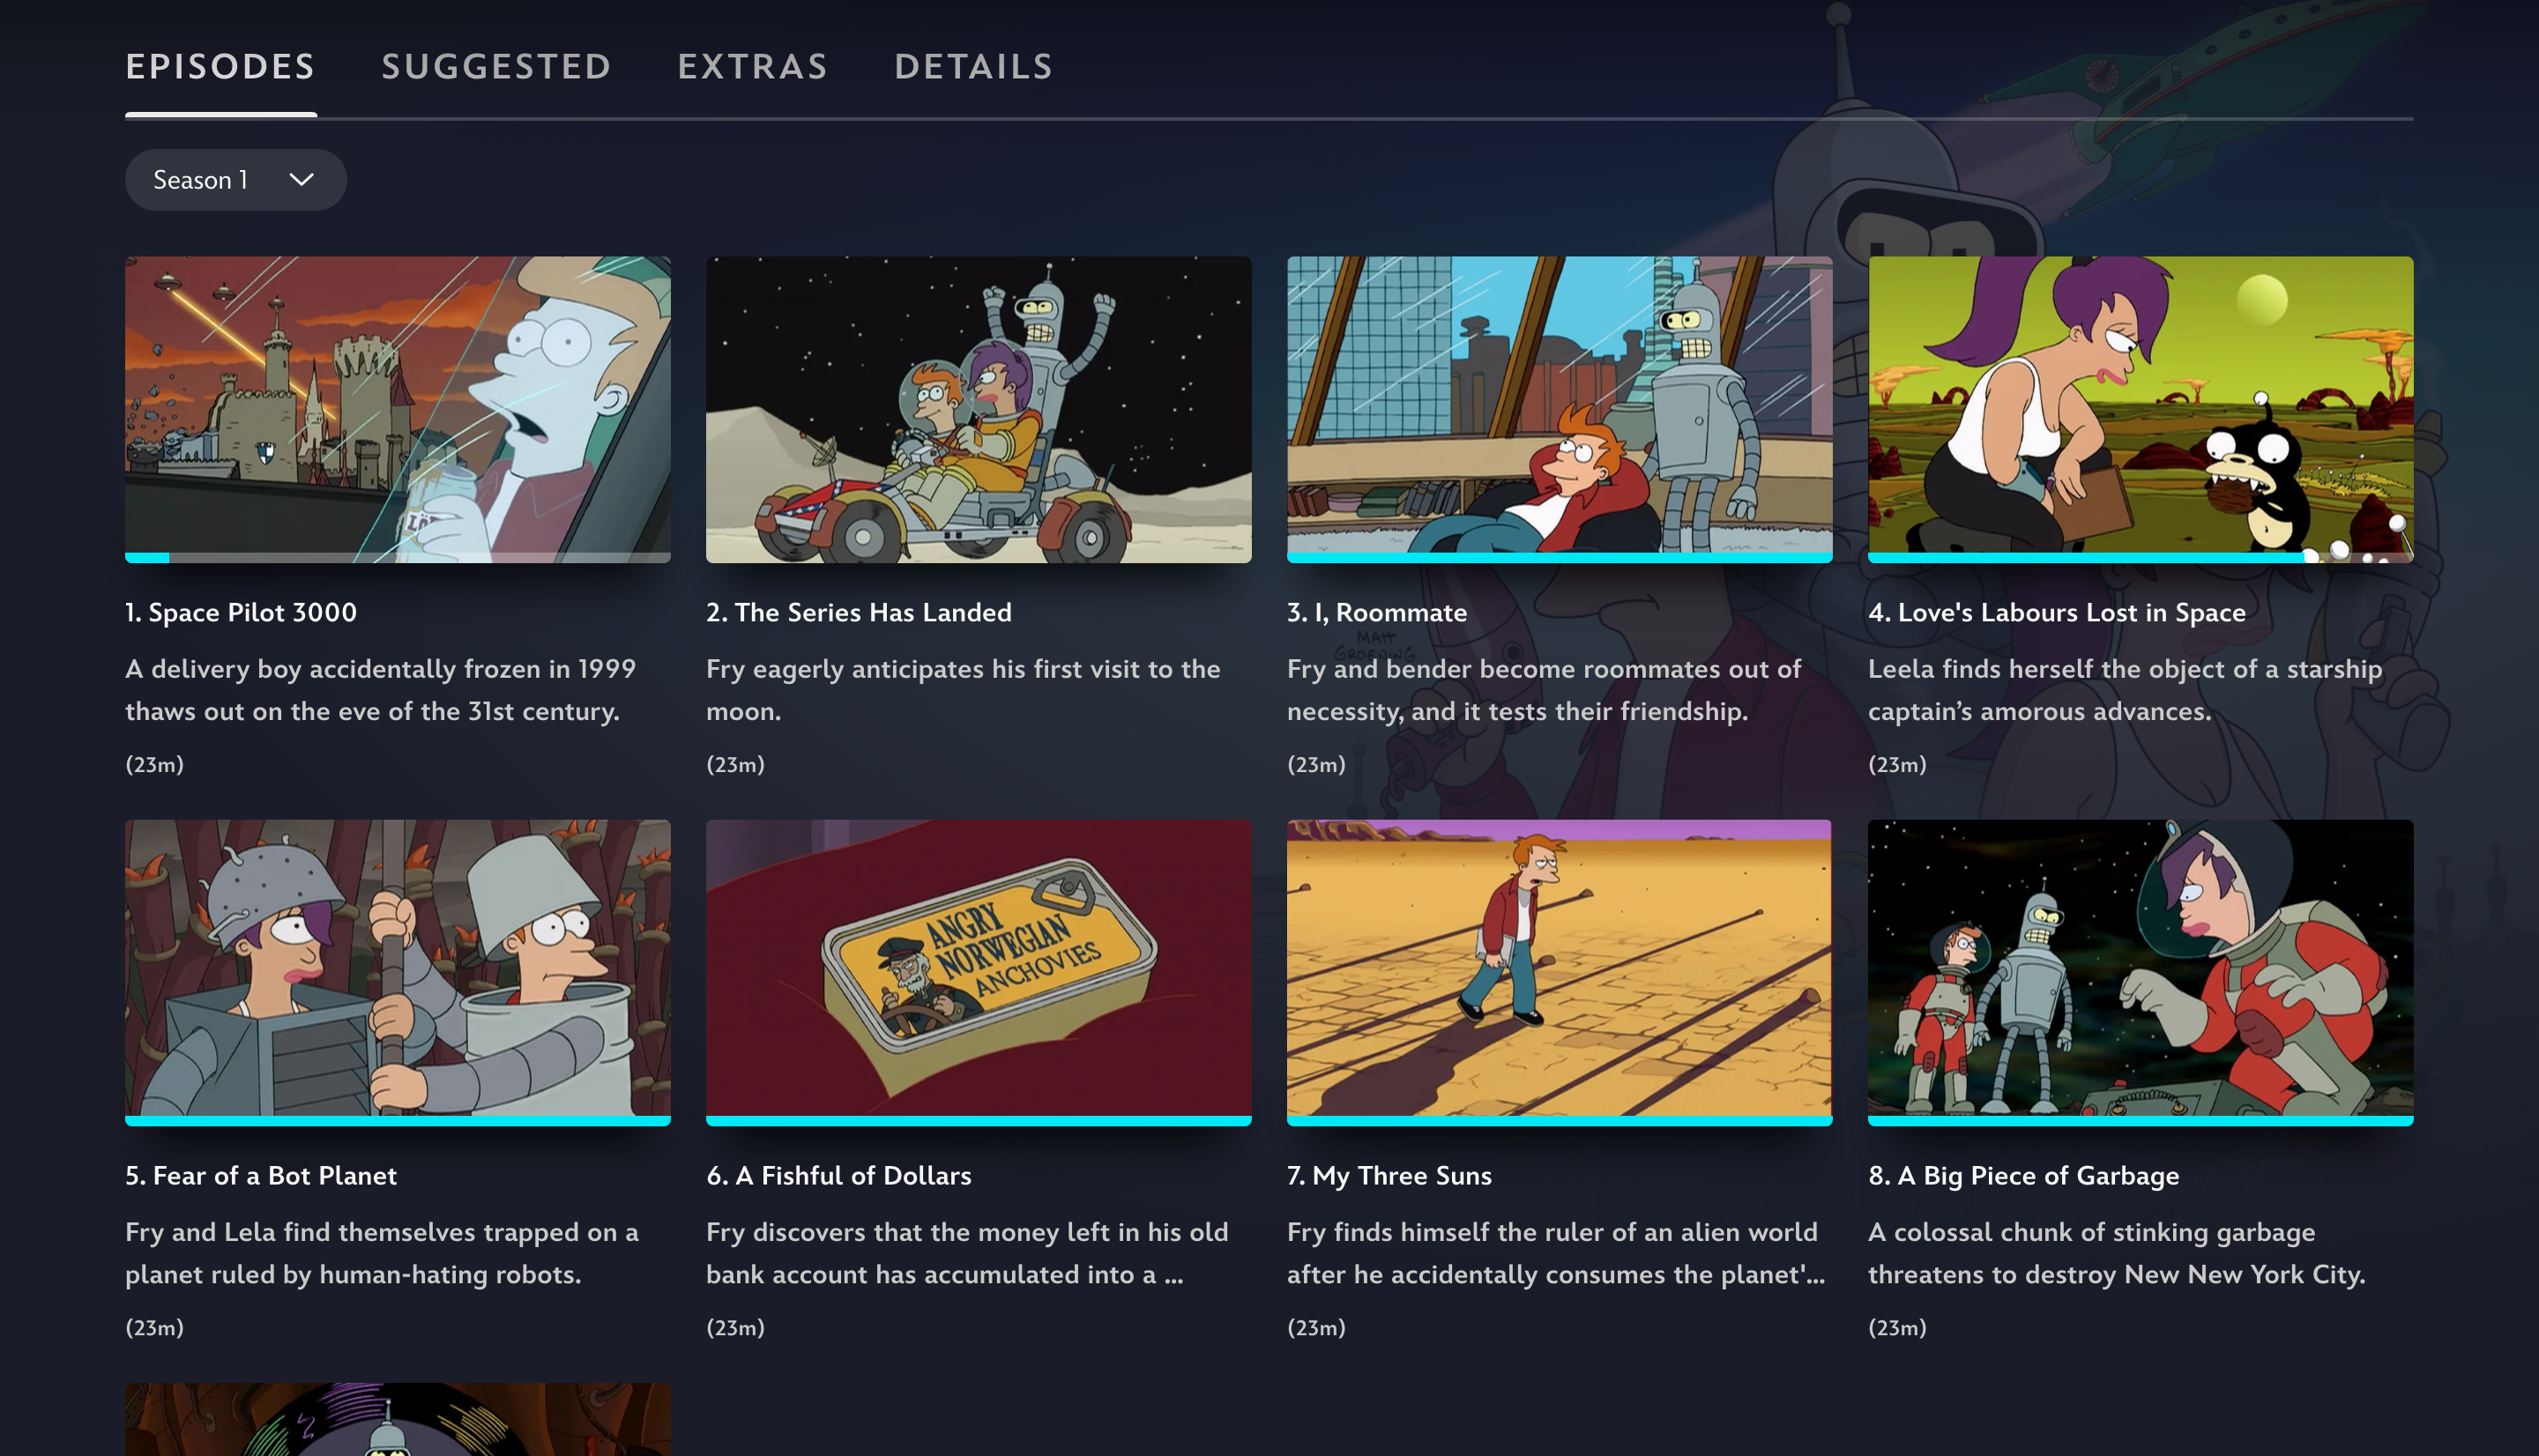 EPISODES SUGGESTED EXTRAS DETAILS
Season 1
1. Space Pilot 3000
A delivery boy accidentally frozen in 1999
thaws out on the eve of the 31st century.
(23m)
2. The Series Has Landed
Fry eagerly anticipates his first visit to the
moon.
(23m)
3. I, Roommate
MATT
GROENING
Fry and bender become roommates out of
necessity, and it tests their friendship.
(23m)
4. Love's Labours Lost in Space
Leela finds herself the object of a starship
captain’s amorous advances.
(23m)
ANGRY
NORWEGIAN
ANCHOVIES
5. Fear of a Bot Planet
Fry and Lela find themselves trapped on a
planet ruled by human-hating robots.
(23m)
6. A Fishful of Dollars
Fry discovers that the money left in his old
bank account has accumulated into a ...
(23m)
7. My Three Suns
Fry finds himself the ruler of an alien world
after he accidentally consumes the planet'...
(23m)
8. A Big Piece of Garbage
A colossal chunk of stinking garbage
threatens to destroy New New York City.
(23m)